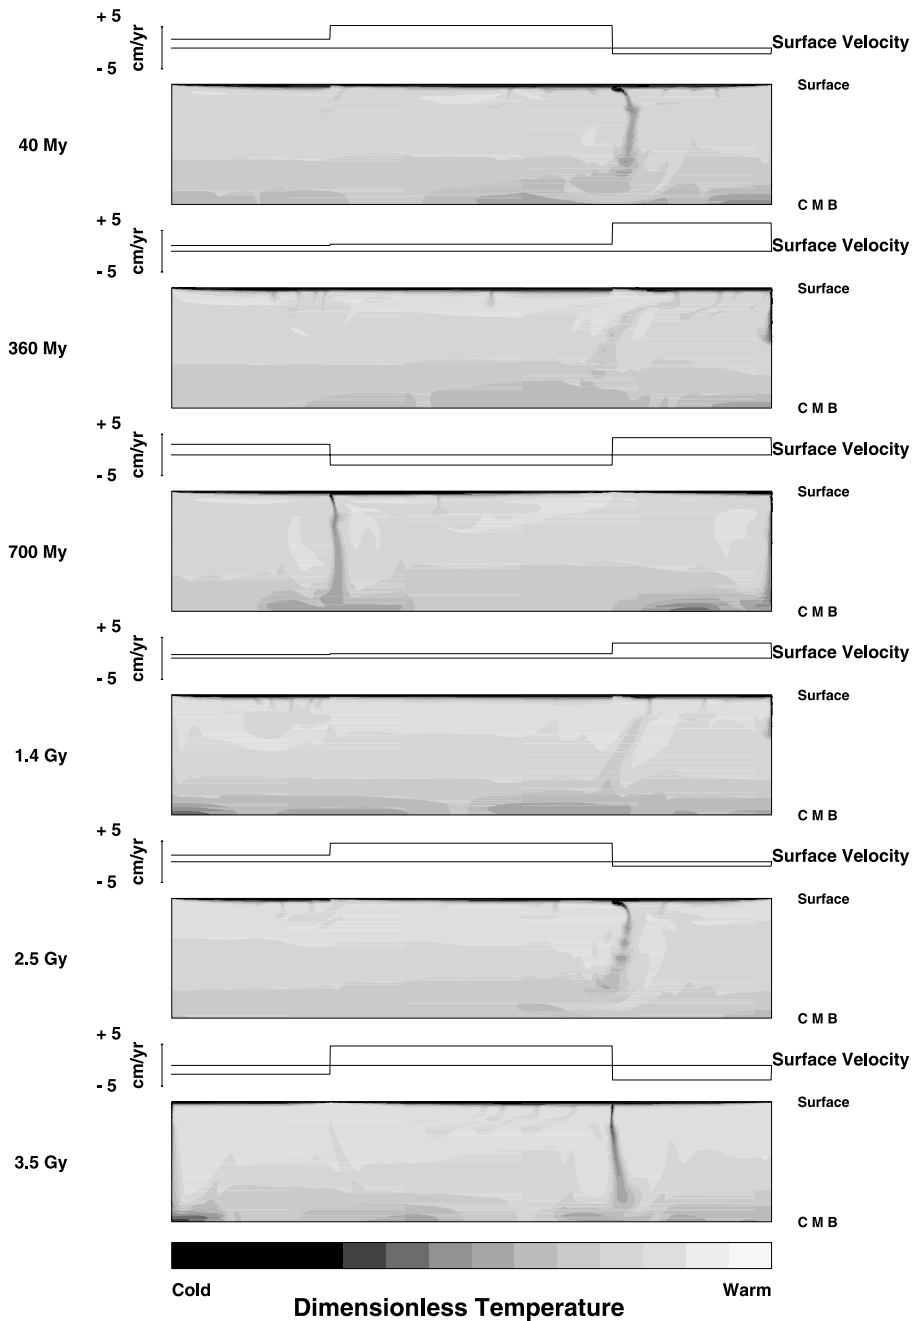 + 5
cm/yr
- 5
Surface Velocity
Surface
40 My
C M B
+ 5
cm/yr
- 5
Surface Velocity
Surface
360 My
C M B
+ 5
cm/yr
- 5
Surface Velocity
Surface
700 My
C M B
+ 5
cm/yr
- 5
Surface Velocity
Surface
1.4 Gy
C M B
+ 5
cm/yr
- 5
Surface Velocity
Surface
2.5 Gy
C M B
+ 5
cm/yr
- 5
Surface Velocity
Surface
3.5 Gy
C M B
Cold
Warm
Dimensionless Temperature